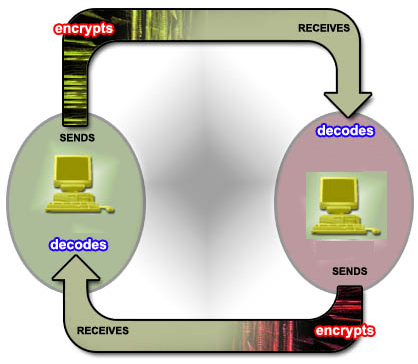 encrypts
RECEIVES
decodes
SENDS
decodes
SENDS
RECEIVES
encrypts